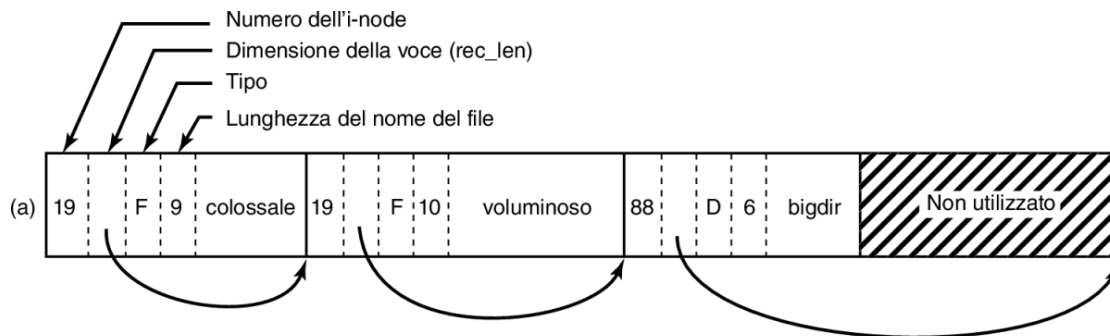 Numero dell'i-node
Dimensione della voce (rec_len)
Tipo
Lunghezza del nome del file
(a) 19 F 9 colossale 19 F 10 voluminoso 88 D 6 bigdir Non utilizzato